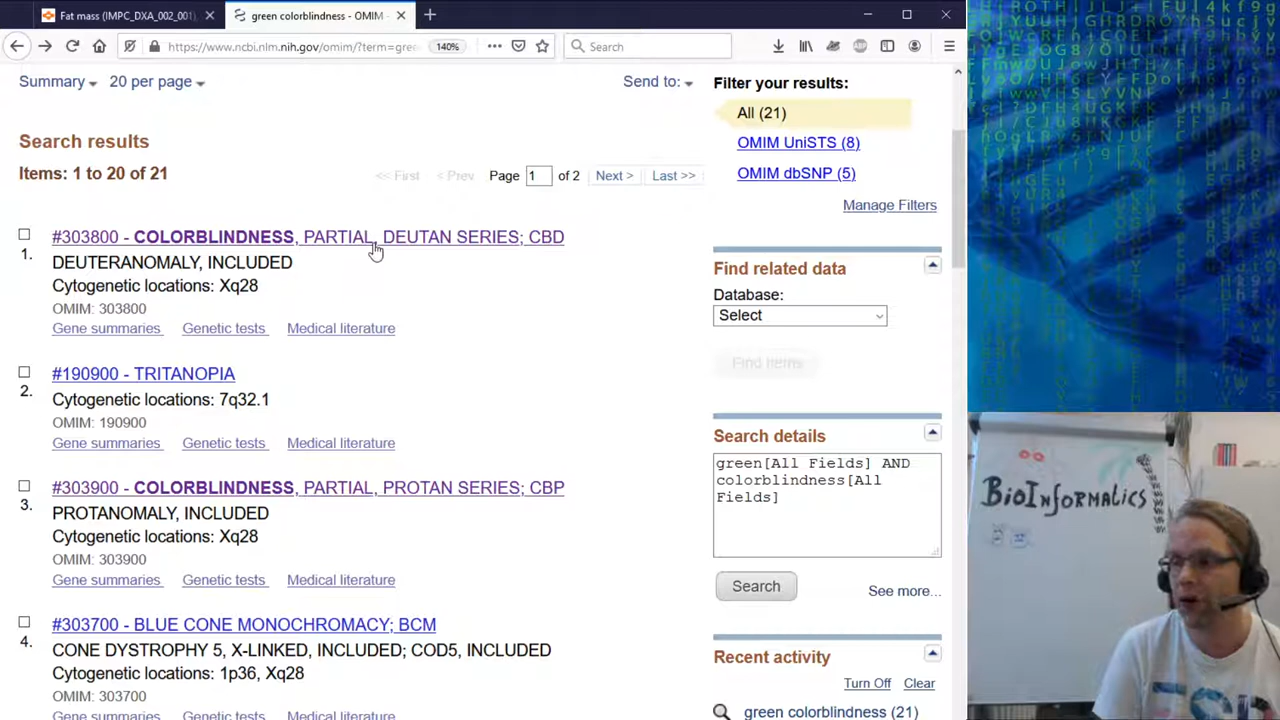 Fat mass (IMPC_DXA_002_001)
green colorblindness - OMIM -
https://www.ncbi.nlm.nih.gov/omim/?term=gree
140%
Search
Summary
20 per page
Send to:
Search results
Items: 1 to 20 of 21
<< First
< Prev
Page 1 of 2
Next >
Last >>
1.
#303800 - COLORBLINDNESS, PARTIAL, DEUTAN SERIES; CBD
DEUTERANOMALY, INCLUDED
Cytogenetic locations: Xq28
OMIM: 303800
Gene summaries Genetic tests Medical literature
2.
#190900 - TRITANOPIA
Cytogenetic locations: 7q32.1
OMIM: 190900
Gene summaries Genetic tests Medical literature
3.
#303900 - COLORBLINDNESS, PARTIAL, PROTAN SERIES; CBP
PROTANOMALY, INCLUDED
Cytogenetic locations: Xq28
OMIM: 303900
Gene summaries Genetic tests Medical literature
4.
#303700 - BLUE CONE MONOCHROMACY; BCM
CONE DYSTROPHY 5, X-LINKED, INCLUDED; COD5, INCLUDED
Cytogenetic locations: 1p36, Xq28
OMIM: 303700
Gene summaries Genetic tests Medical literature
Filter your results:
All (21)
OMIM UniSTS (8)
OMIM dbSNP (5)
Manage Filters
Find related data
Database:
Select
Find items
Search details
green[All Fields] AND
colorblindness[All
Fields]
Search
See more...
Recent activity
Turn Off Clear
green colorblindness (21)
BioInformatics